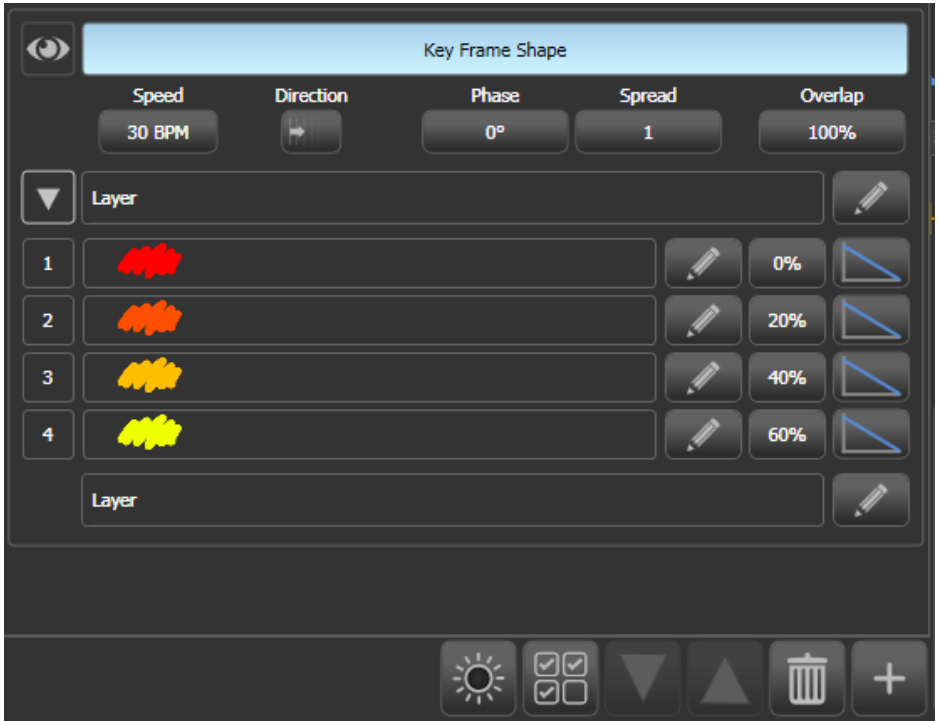 Key Frame Shape
Speed Direction Phase Spread Overlap
30 BPM 0° 1 100%
Layer
1 0%
2 20%
3 40%
4 60%
Layer